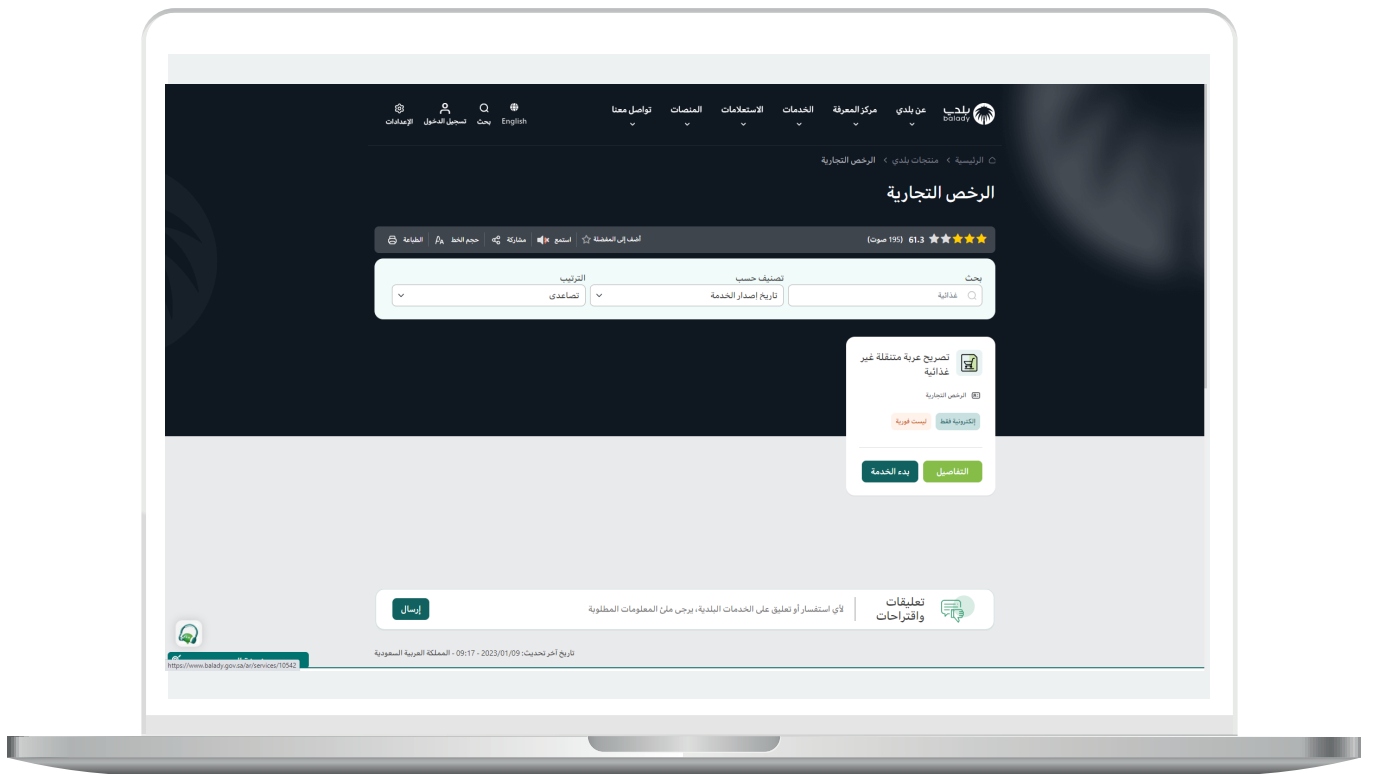 بلدي
balady
عن بلدي
مركز المعرفة
الخدمات
الاستعلامات
المنصات
تواصل معنا
English
بحث
تسجيل الدخول
الإعدادات
الرئيسية > منتجات بلدي > الرخص التجارية
الرخص التجارية
61.3 (195 صوت)
أضف إلى المفضلة
استمع
مشاركة
حجم الخط
الطباعة
بحث
تصنيف حسب
الترتيب
غذائية
تاريخ إصدار الخدمة
تصاعدي
تصريح عربة متنقلة غير
غذائية
الرخص التجارية
إلكترونية فقط
ليست فورية
التفاصيل
بدء الخدمة
تعليقات
واقتراحات
لأي استفسار أو تعليق على الخدمات البلدية، يرجى ملئ المعلومات المطلوبة
إرسال
تاريخ آخر تحديث: 2023/01/09 - 09:17 - المملكة العربية السعودية
https://www.balady.gov.sa/ar/services/10542